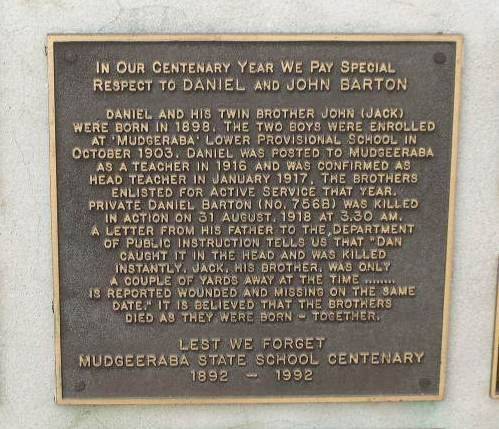 IN OUR CENTENARY YEAR WE PAY SPECIAL
RESPECT TO DANIEL AND JOHN BARTON
DANIEL AND HIS TWIN BROTHER JOHN (JACK)
WERE BORN IN 1898. THE TWO BOYS WERE ENROLLED
AT 'MUDGERABA' LOWER PROVISIONAL SCHOOL IN
OCTOBER 1903. DANIEL WAS POSTED TO MUDGEERABA
AS A TEACHER IN 1916 AND WAS CONFIRMED AS
HEAD TEACHER IN JANUARY 1917. THE BROTHERS
ENLISTED FOR ACTIVE SERVICE THAT YEAR.
PRIVATE DANIEL BARTON (NO. 7568) WAS KILLED
IN ACTION ON 31 AUGUST, 1918 AT 3.30 AM.
A LETTER FROM HIS FATHER TO THE DEPARTMENT
OF PUBLIC INSTRUCTION TELLS US THAT "DAN
CAUGHT IT IN THE HEAD AND WAS KILLED
INSTANTLY. JACK, HIS BROTHER, WAS ONLY
A COUPLE OF YARDS AWAY AT THE TIME ........
IS REPORTED WOUNDED AND MISSING ON THE SAME
DATE." IT IS BELIEVED THAT THE BROTHERS
DIED AS THEY WERE BORN - TOGETHER.
LEST WE FORGET
MUDGEERABA STATE SCHOOL CENTENARY
1892 - 1992